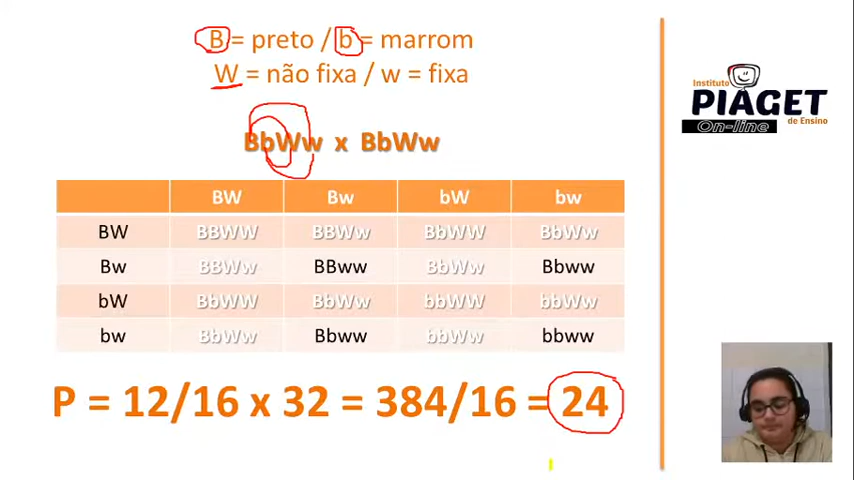 B = preto / b = marrom
W = não fixa / w = fixa
BbWw x BbWw
BW Bw bW bw
BW BBWW BBWw BbWW BbWw
Bw BBWw BBww BbWw Bbww
bW BbWW BbWw bbWW bbWw
bw BbWw Bbww bbWw bbww
P = 12/16 x 32 = 384/16 = 24
Instituto
PIAGET
de Ensino
On-line